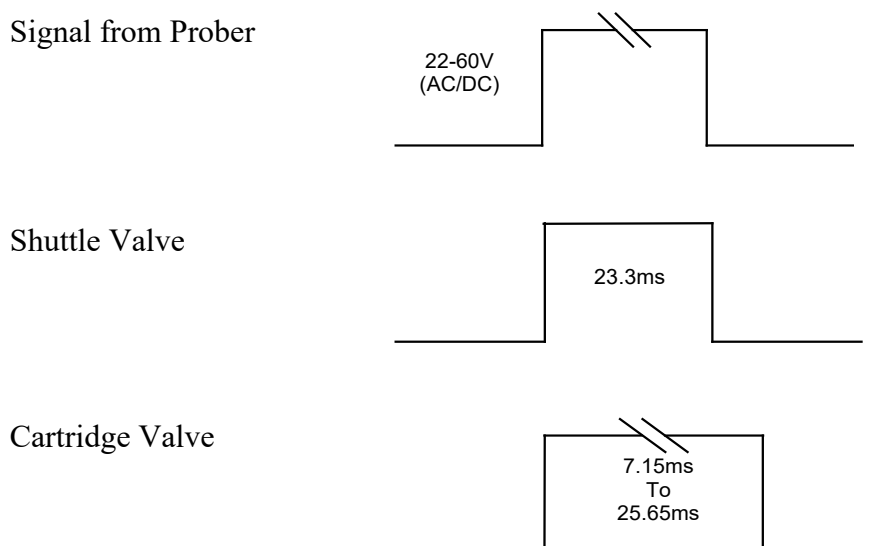 Signal from Prober
22-60V
(AC/DC)
Shuttle Valve
23.3ms
Cartridge Valve
7.15ms
To
25.65ms